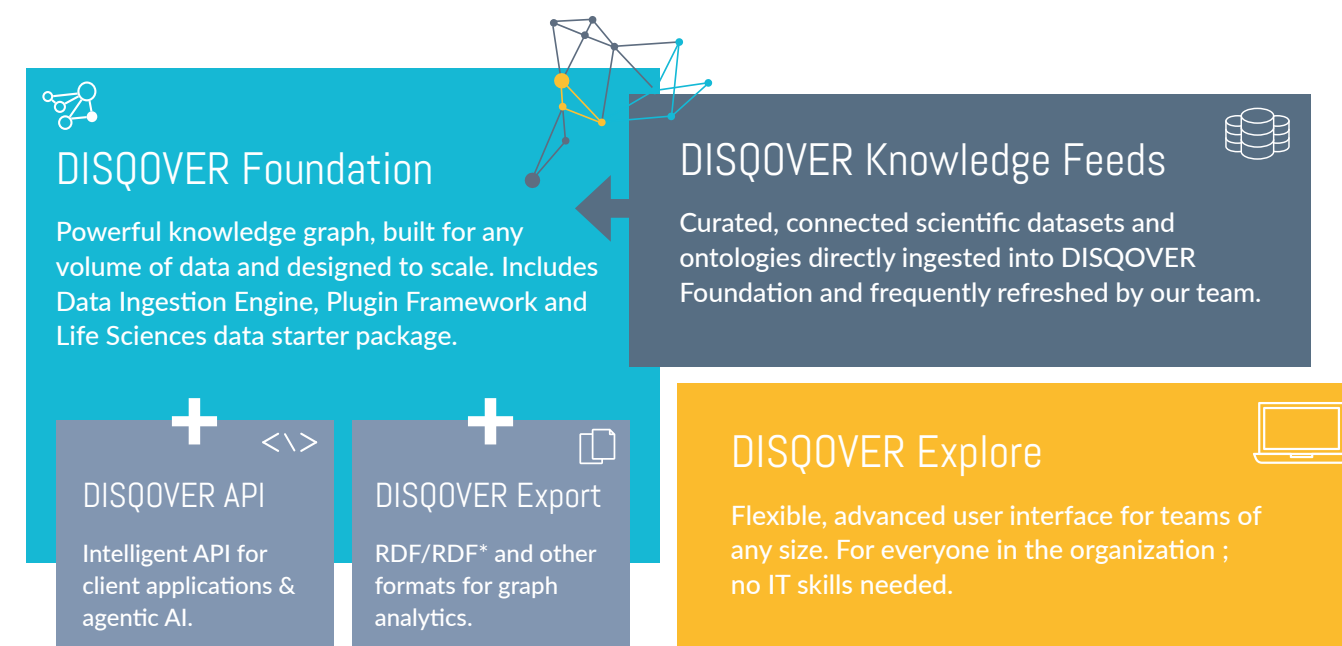 DISQOVER Foundation
Powerful knowledge graph, built for any
volume of data and designed to scale. Includes
Data Ingestion Engine, Plugin Framework and
Life Sciences data starter package.
DISQOVER Knowledge Feeds
Curated, connected scientific datasets and
ontologies directly ingested into DISQOVER
Foundation and frequently refreshed by our team.
DISQOVER API
Intelligent API for
client applications &
agentic AI.
DISQOVER Export
RDF/RDF* and other
formats for graph
analytics.
DISQOVER Explore
Flexible, advanced user interface for teams of
any size. For everyone in the organization ;
no IT skills needed.